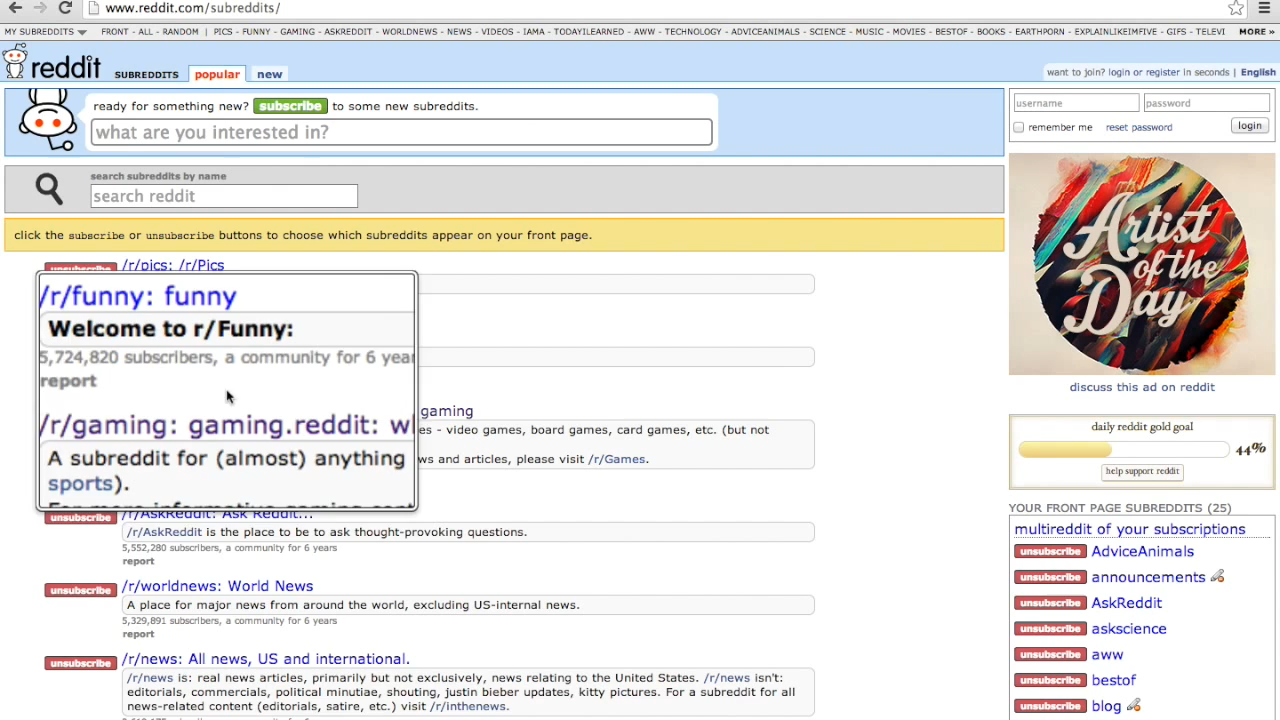 www.reddit.com/subreddits/
MY SUBREDDITS FRONT - ALL - RANDOM | PICS - FUNNY - GAMING - ASKREDDIT - WORLDNEWS - NEWS - VIDEOS - IAMA - TODAYILEARNED - AWW - TECHNOLOGY - ADVICEANIMALS - SCIENCE - MUSIC - MOVIES - BESTOF - BOOKS - EARTHPORN - EXPLAINLIKEIMFIVE - GIFS - TELEVI MORE »
reddit SUBREDDITS popular new
want to join? login or register in seconds | English
ready for something new? subscribe to some new subreddits.
what are you interested in?
search subreddits by name
search reddit
click the subscribe or unsubscribe buttons to choose which subreddits appear on your front page.
unsubscribe /r/pics: /r/Pics
/r/funny: funny
Welcome to r/Funny:
5,724,820 subscribers, a community for 6 year
report
/r/gaming: gaming.reddit: wh
A subreddit for (almost) anything
sports).
gaming
es - video games, board games, card games, etc. (but not
ws and articles, please visit /r/Games.
unsubscribe /r/AskReddit: Ask Reddit...
/r/AskReddit is the place to be to ask thought-provoking questions.
5,552,280 subscribers, a community for 6 years
report
unsubscribe /r/worldnews: World News
A place for major news from around the world, excluding US-internal news.
5,329,891 subscribers, a community for 6 years
report
unsubscribe /r/news: All news, US and international.
/r/news is: real news articles, primarily but not exclusively, news relating to the United States. /r/news isn't:
editorials, commercials, political minutiae, shouting, justin bieber updates, kitty pictures. For a subreddit for all
news-related content (editorials, satire, etc.) visit /r/inthenews.
username password
remember me reset password login
Artist
of the
Day
discuss this ad on reddit
daily reddit gold goal
44%
help support reddit
YOUR FRONT PAGE SUBREDDITS (25)
multireddit of your subscriptions
unsubscribe AdviceAnimals
unsubscribe announcements
unsubscribe AskReddit
unsubscribe askscience
unsubscribe aww
unsubscribe bestof
unsubscribe blog